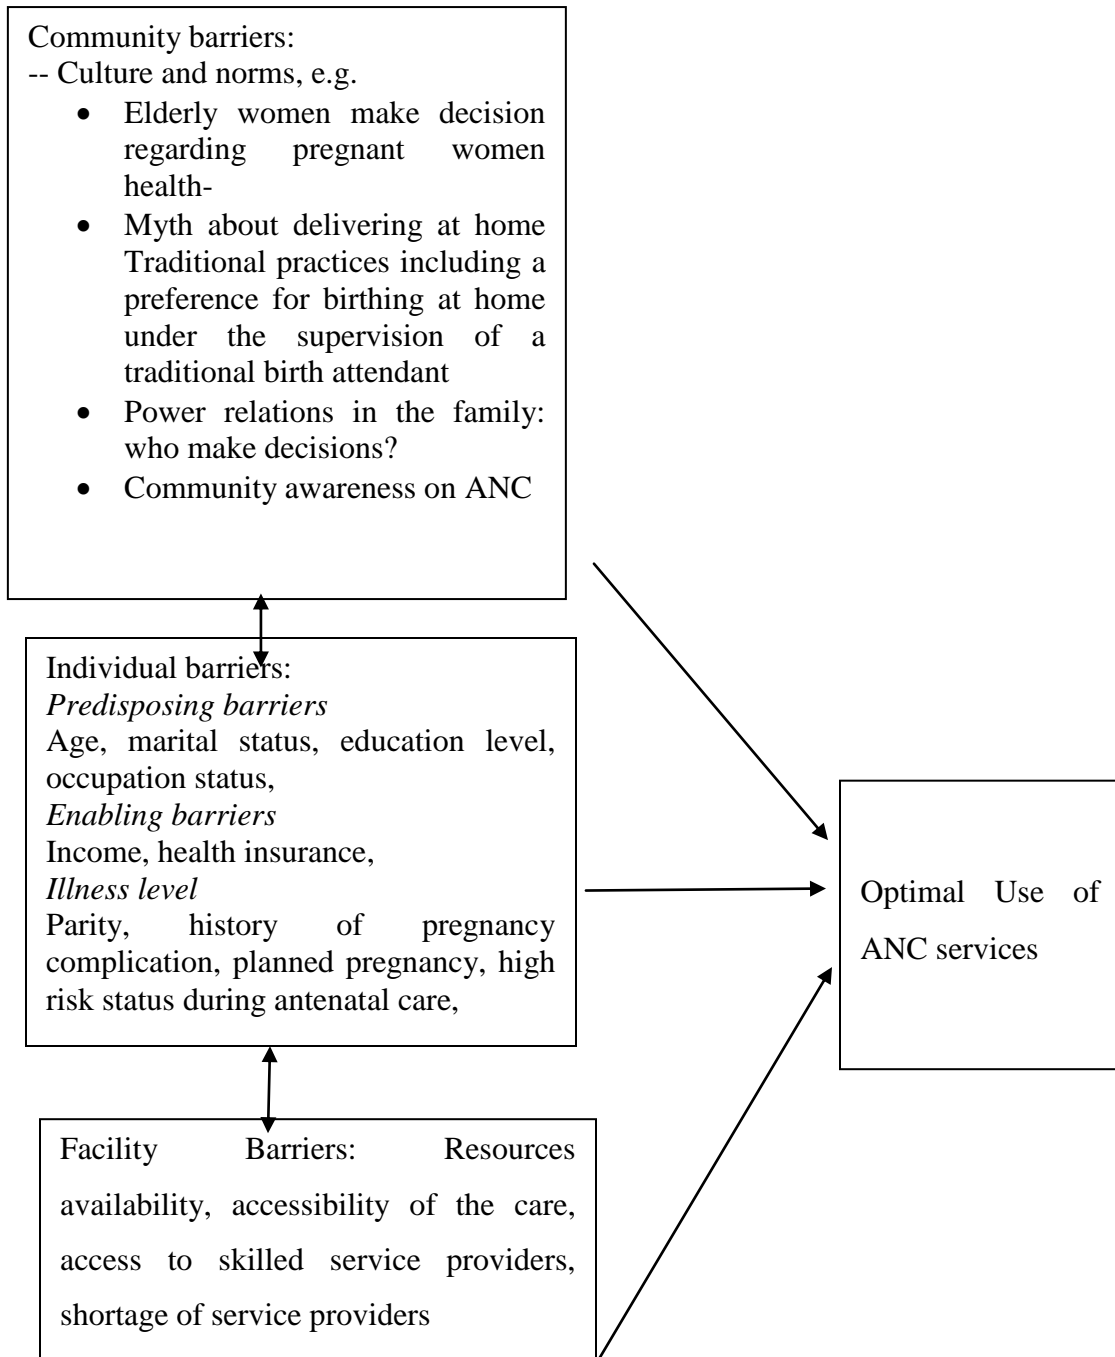 Community barriers:
-- Culture and norms, e.g.
• Elderly women make decision
regarding pregnant women
health-
• Myth about delivering at home
Traditional practices including a
preference for birthing at home
under the supervision of a
traditional birth attendant
• Power relations in the family:
who make decisions?
• Community awareness on ANC
Individual barriers:
Predisposing barriers
Age, marital status, education level,
occupation status,
Enabling barriers
Income, health insurance,
Illness level
Parity, history of pregnancy
complication, planned pregnancy, high
risk status during antenatal care,
Facility Barriers: Resources
availability, accessibility of the care,
access to skilled service providers,
shortage of service providers
Optimal Use of
ANC services